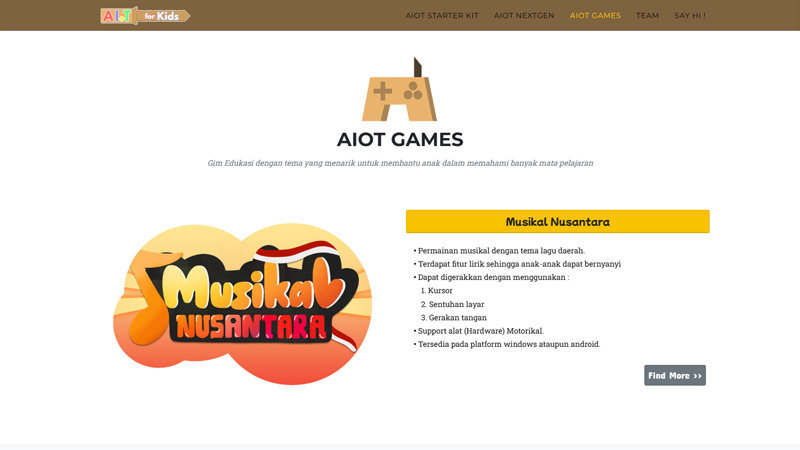 AIoT for Kids
AIOT STARTER KIT AIOT NEXTGEN AIOT GAMES TEAM SAY HI !
AIOT GAMES
Gim Edukasi dengan tema yang menarik untuk membantu anak dalam memahami banyak mata pelajaran
Musikal
NUSANTARA
Musikal Nusantara
• Permainan musikal dengan tema lagu daerah.
• Terdapat fitur lirik sehingga anak-anak dapat bernyanyi
• Dapat digerakkan dengan menggunakan :
1. Kursor
2. Sentuhan layar
3. Gerakan tangan
• Support alat (Hardware) Motorikal.
• Tersedia pada platform windows ataupun android.
Find More >>